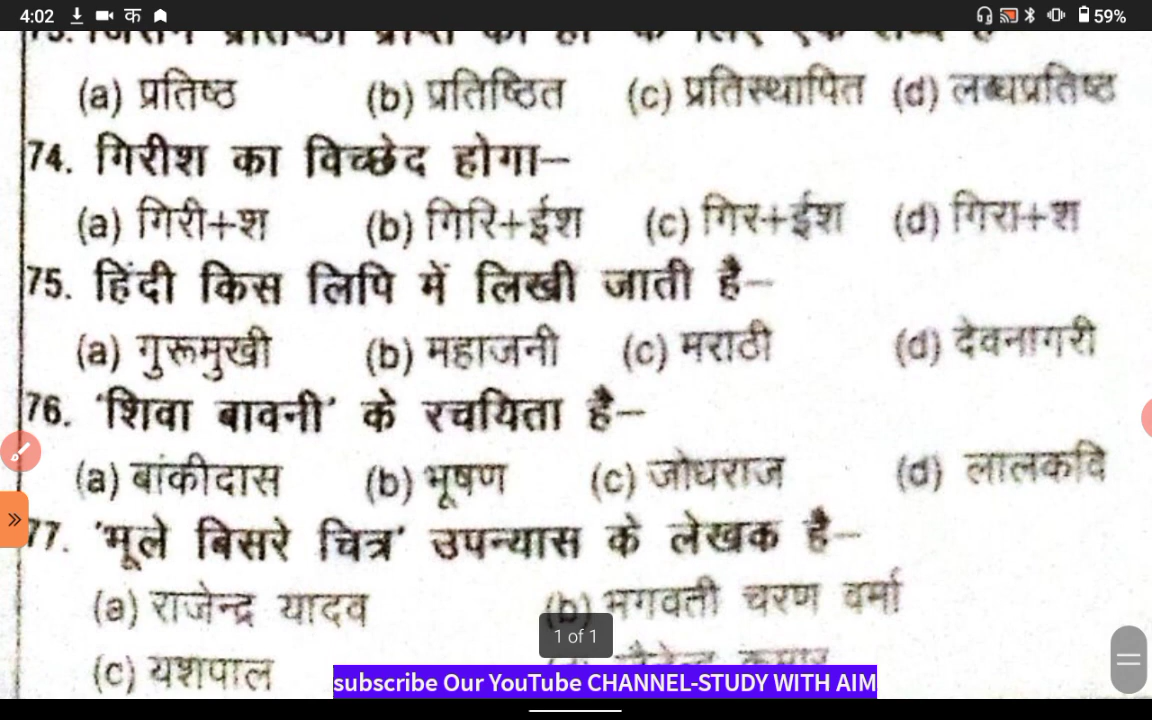 4:02 क 59%
(a) प्रतिष्ठ (b) प्रतिष्ठित (c) प्रतिस्थापित (d) लब्धप्रतिष्ठ
74. गिरीश का विच्छेद होगा–
(a) गिरी+श (b) गिरि+ईश (c) गिर+ईश (d) गिरा+श
75. हिंदी किस लिपि में लिखी जाती है–
(a) गुरूमुखी (b) महाजनी (c) मराठी (d) देवनागरी
76. 'शिवा बावनी' के रचयिता है–
(a) बांकीदास (b) भूषण (c) जोधराज (d) लालकवि
77. 'भूले बिसरे चित्र' उपन्यास के लेखक है–
(a) राजेन्द्र यादव (b) भगवती चरण वर्मा
1 of 1
(c) यशपाल
subscribe Our YouTube CHANNEL-STUDY WITH AIM